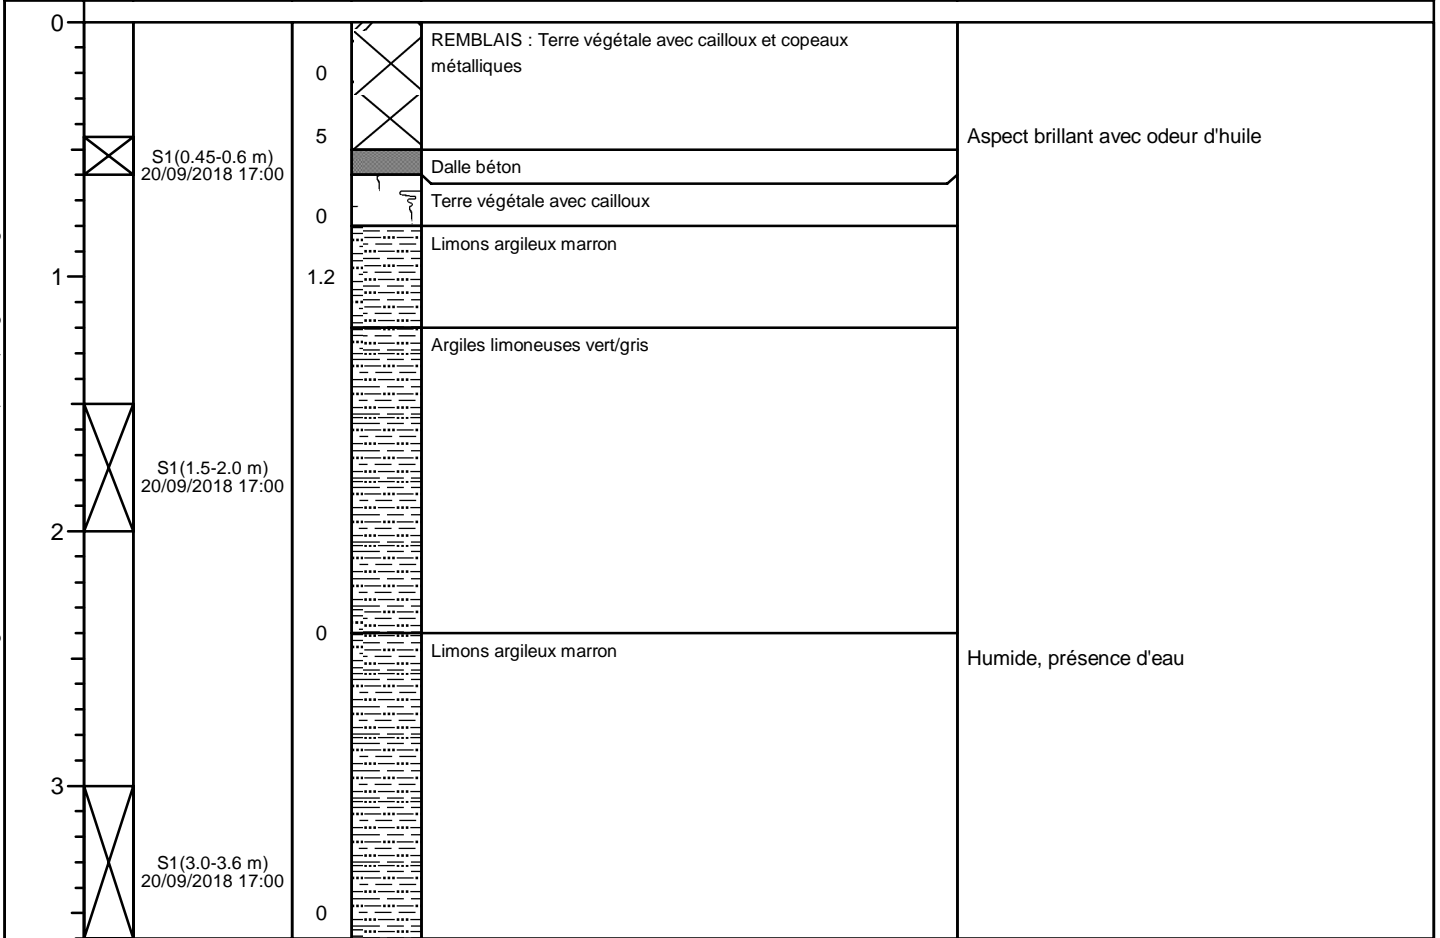 0
REMBLAIS : Terre végétale avec cailloux et copeaux
métalliques
0
5
Aspect brillant avec odeur d'huile
S1(0.45-0.6 m)
20/09/2018 17:00
Dalle béton
Terre végétale avec cailloux
0
Limons argileux marron
1
1.2
Argiles limoneuses vert/gris
S1(1.5-2.0 m)
20/09/2018 17:00
2
0
Limons argileux marron
Humide, présence d'eau
3
S1(3.0-3.6 m)
20/09/2018 17:00
0